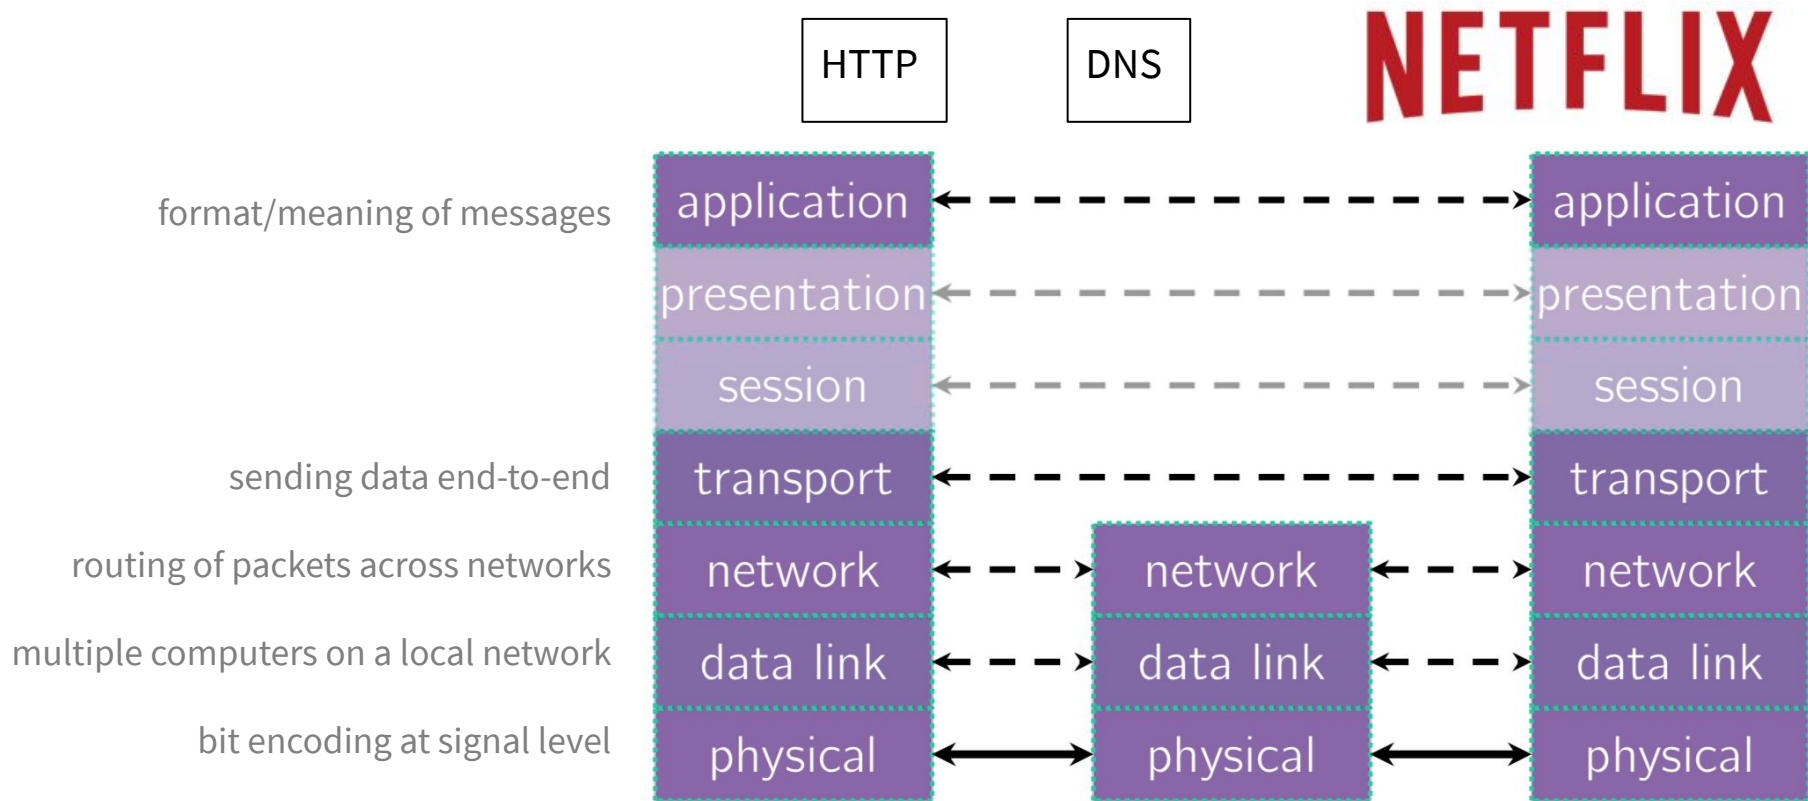 HTTP DNS NETFLIX
format/meaning of messages application application
presentation presentation
session session
sending data end-to-end transport transport
routing of packets across networks network network network
multiple computers on a local network data link data link data link
bit encoding at signal level physical physical physical